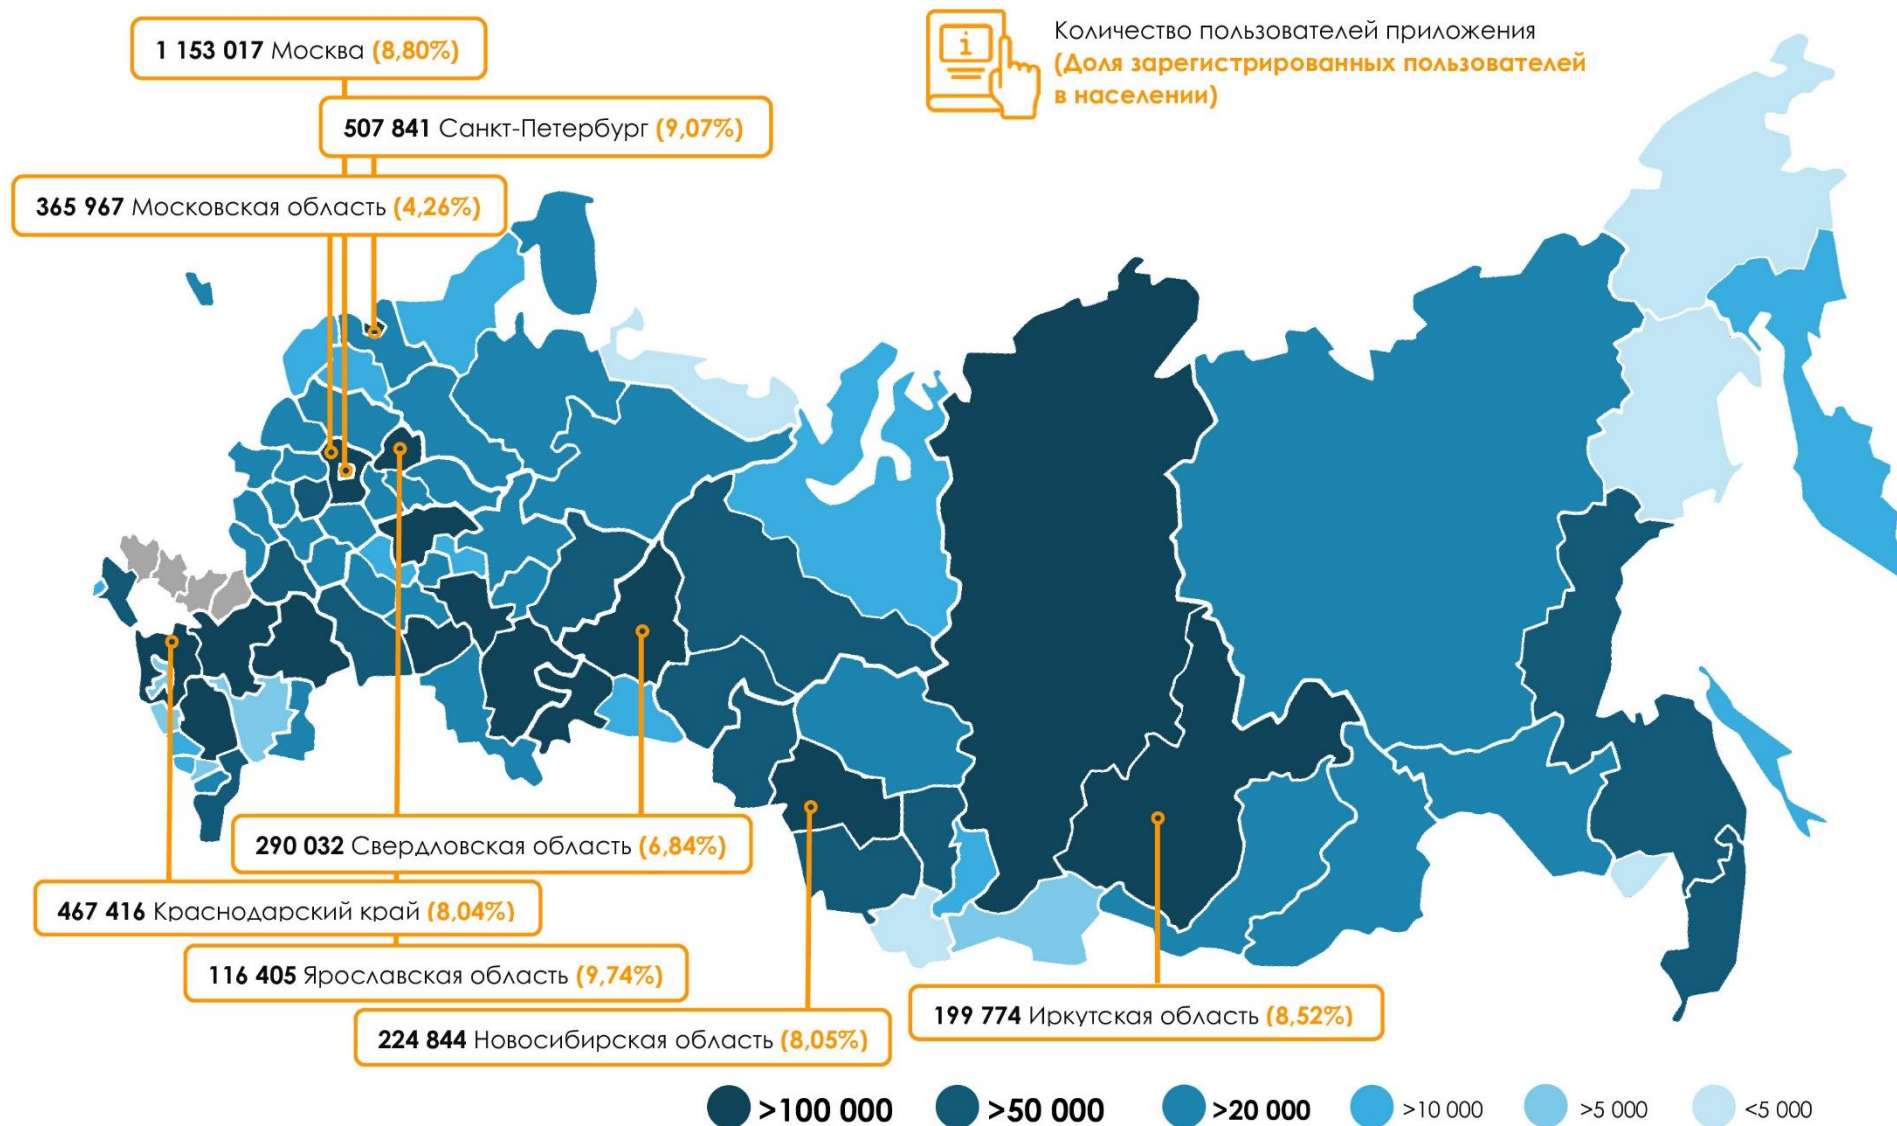 1 153 017 Москва (8,80%)
Количество пользователей приложения
(Доля зарегистрированных пользователей
в населении)
i
507 841 Санкт-Петербург (9,07%)
365 967 Московская область (4,26%)
290 032 Свердловская область (6,84%)
467 416 Краснодарский край (8,04%)
116 405 Ярославская область (9,74%)
224 844 Новосибирская область (8,05%)
199 774 Иркутская область (8,52%)
>100 000 >50 000 >20 000 >10 000 >5 000 <5 000